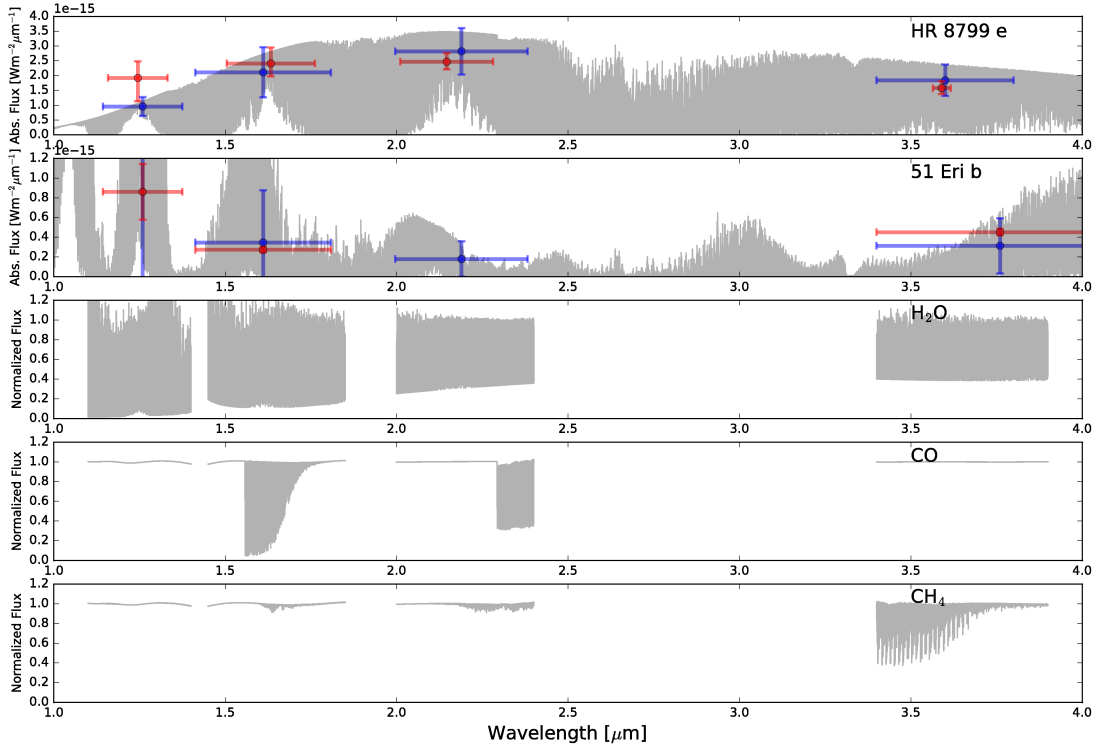 1e−15
4.0
3.5
3.0
2.5
2.0
1.5
1.0
0.5
0.0
Abs. Flux [Wm⁻²μm⁻¹]
HR 8799 e
1.0 1.5 2.0 2.5 3.0 3.5 4.0
1e−15
1.2
1.0
0.8
0.6
0.4
0.2
0.0
Abs. Flux [Wm⁻²μm⁻¹]
51 Eri b
1.0 1.5 2.0 2.5 3.0 3.5 4.0
1.2
1.0
0.8
0.6
0.4
0.2
0.0
Normalized Flux
H₂O
1.0 1.5 2.0 2.5 3.0 3.5 4.0
1.2
1.0
0.8
0.6
0.4
0.2
0.0
Normalized Flux
CO
1.0 1.5 2.0 2.5 3.0 3.5 4.0
1.2
1.0
0.8
0.6
0.4
0.2
0.0
Normalized Flux
CH₄
1.0 1.5 2.0 2.5 3.0 3.5 4.0
Wavelength [μm]